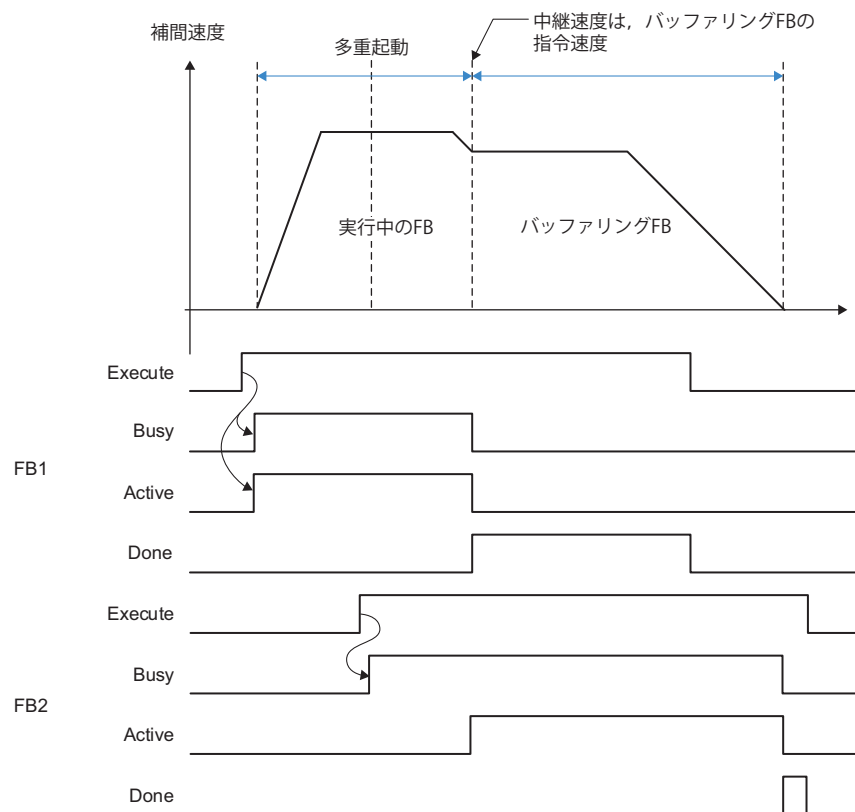 補間速度
多重起動
中継速度は，バッファリングFBの
指令速度
実行中のFB
バッファリングFB
Execute
Busy
FB1
Active
Done
Execute
Busy
FB2
Active
Done